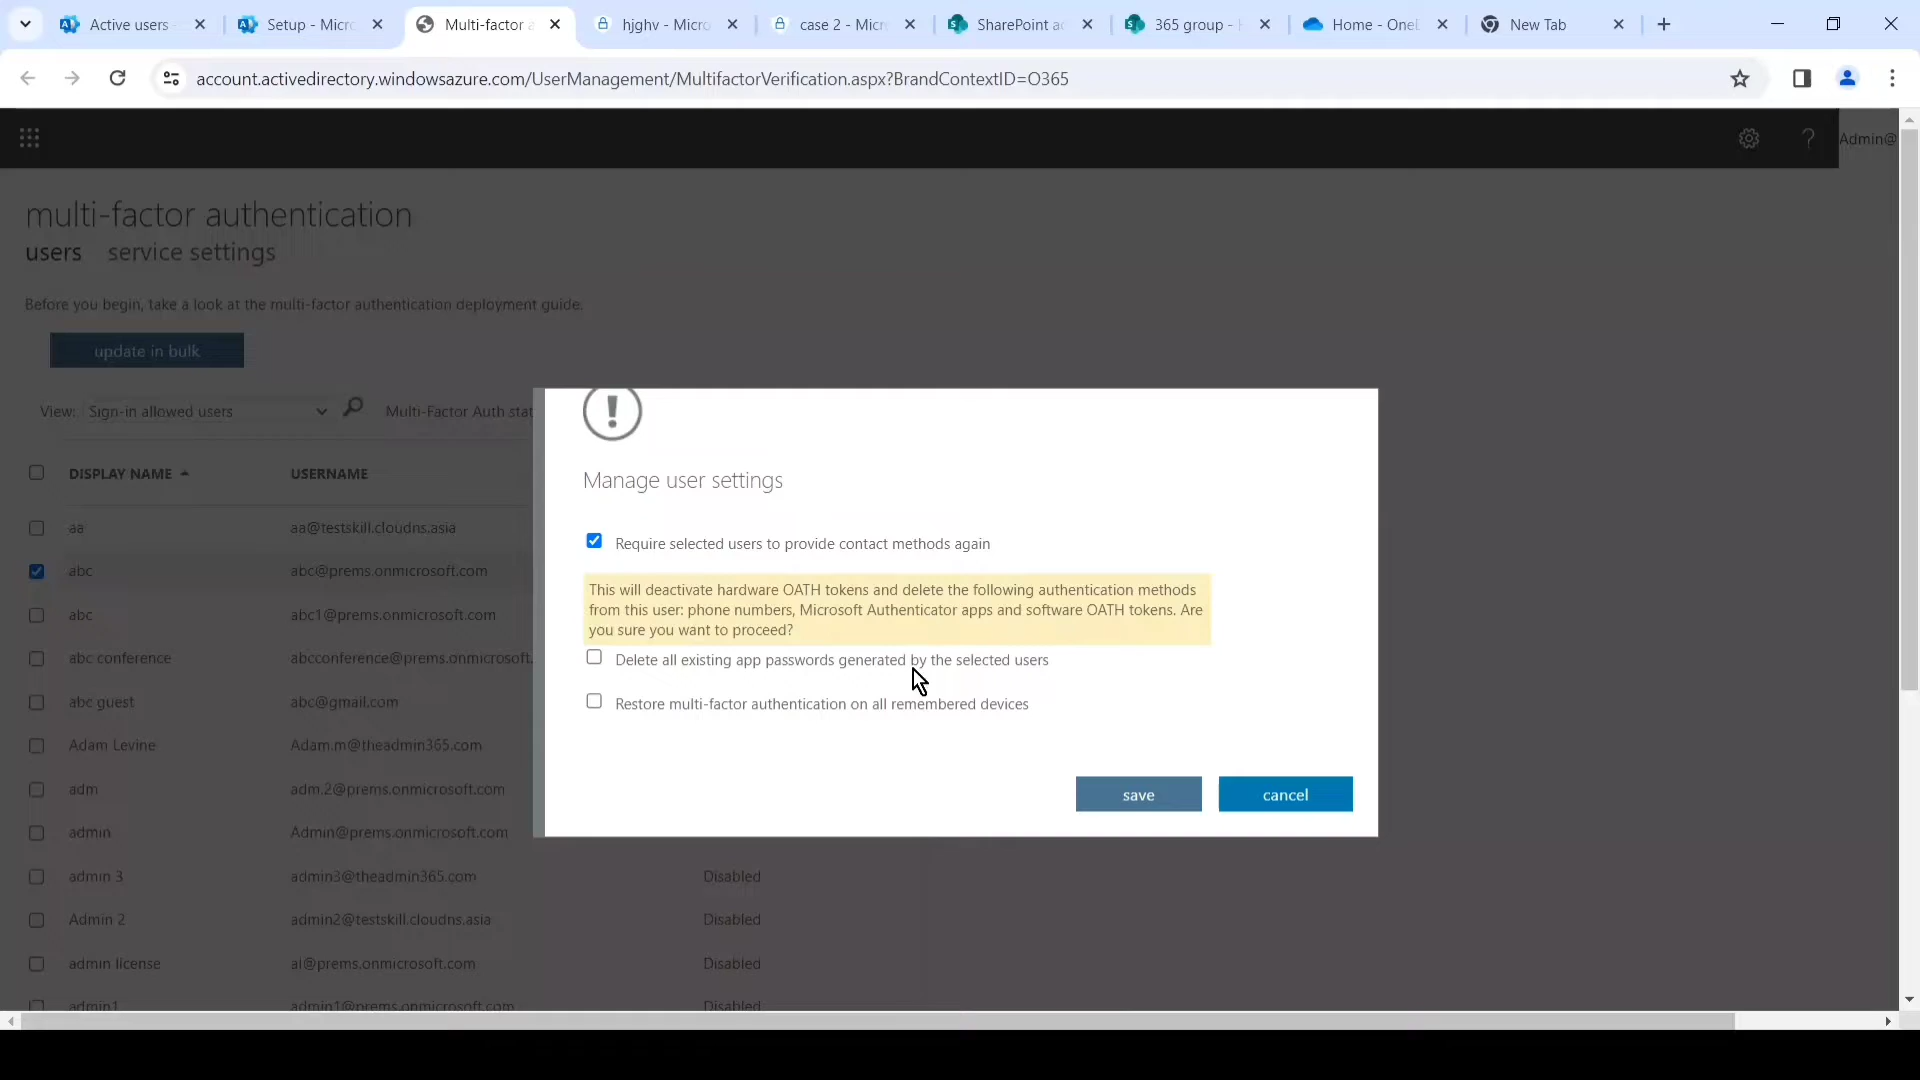 Active users -
Setup - Micro
Multi-factor a
hjghv - Micro
case 2 - Micr
SharePoint ad
365 group -
Home - OneD
New Tab
account.activedirectory.windowsazure.com/UserManagement/MultifactorVerification.aspx?BrandContextID=O365
?
Admin@
multi-factor authentication
users service settings
Before you begin, take a look at the multi-factor authentication deployment guide.
update in bulk
View: Sign-in allowed users
Multi-Factor Auth stat
DISPLAY NAME
USERNAME
aa
aa@testskill.cloudns.asia
abc
abc@prems.onmicrosoft.com
abc
abc1@prems.onmicrosoft.com
abc conference
abcconference@prems.onmicrosoft.
abc guest
abc@gmail.com
Adam Levine
Adam.m@theadmin365.com
adm
adm.2@prems.onmicrosoft.com
admin
Admin@prems.onmicrosoft.com
admin 3
admin3@theadmin365.com
Disabled
Admin 2
admin2@testskill.cloudns.asia
Disabled
admin license
al@prems.onmicrosoft.com
Disabled
admin1
admin1@prems.onmicrosoft.com
Disabled
!
Manage user settings
Require selected users to provide contact methods again
This will deactivate hardware OATH tokens and delete the following authentication methods
from this user: phone numbers, Microsoft Authenticator apps and software OATH tokens. Are
you sure you want to proceed?
Delete all existing app passwords generated by the selected users
Restore multi-factor authentication on all remembered devices
save
cancel